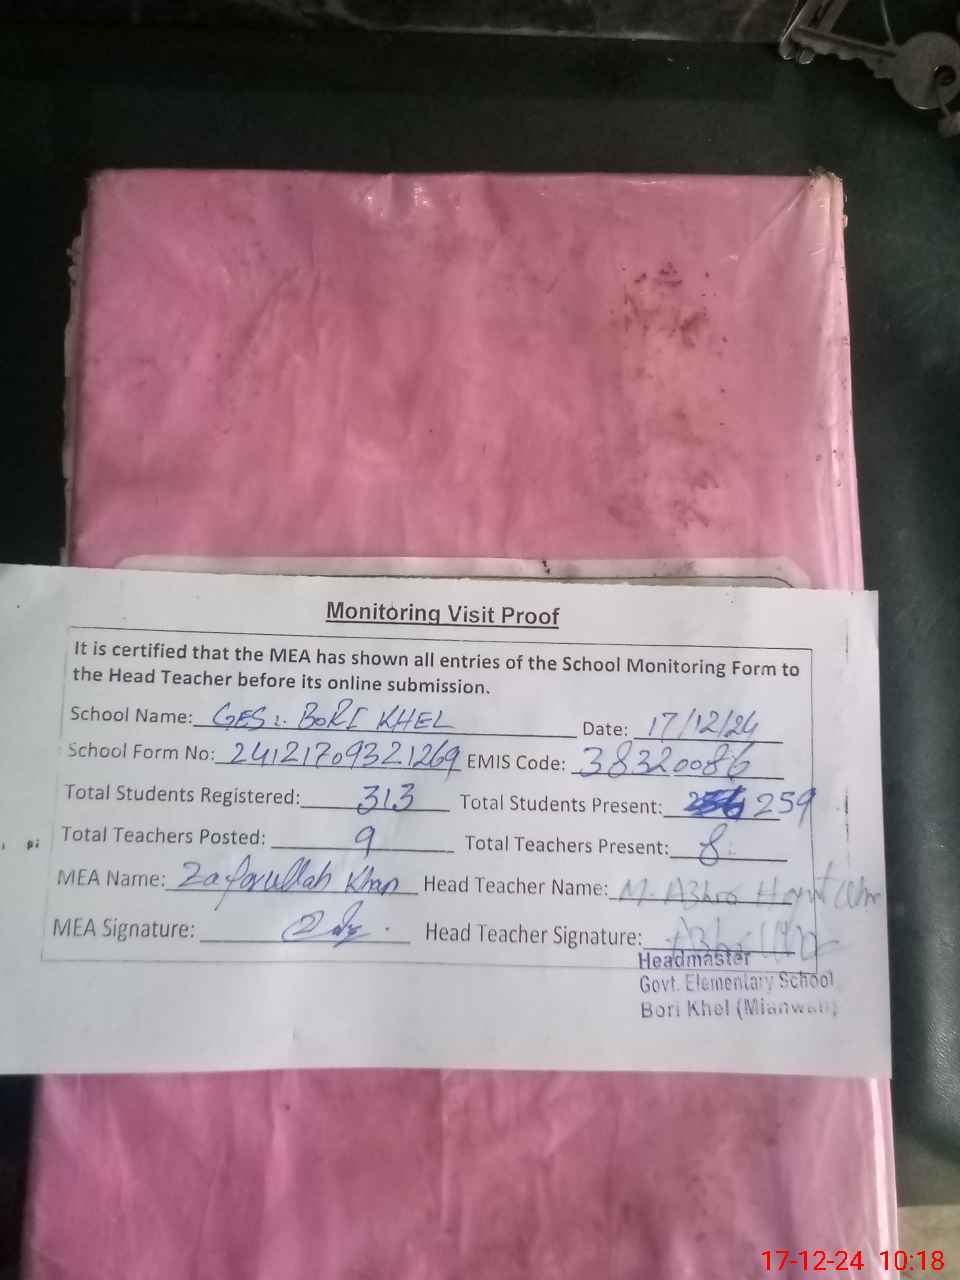 Monitoring Visit Proof
It is certified that the MEA has shown all entries of the School Monitoring Form to
the Head Teacher before its online submission.
School Name: GES. BORI KHEL Date: 17/12/24
School Form No: 24121709321269 EMIS Code: 38320086
Total Students Registered: 313 Total Students Present: 259
Total Teachers Posted: 9 Total Teachers Present: 8
MEA Name: Zafarullah Khan Head Teacher Name: M.
MEA Signature: Head Teacher Signature:
Headmaster
Govt. Elementary School
Bori Khel (Mianwali)
17-12-24 10:18